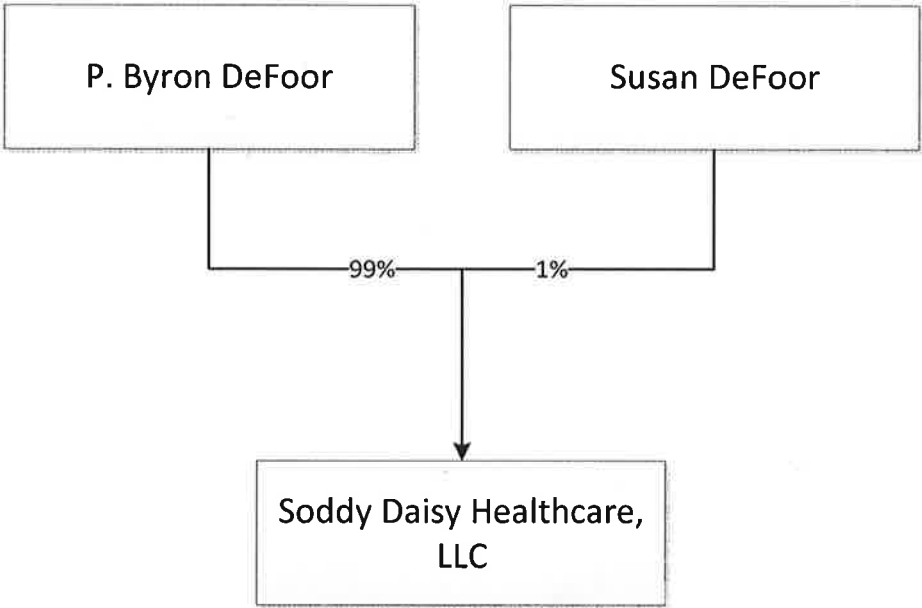 P. Byron DeFoor
Susan DeFoor
99%
1%
Soddy Daisy Healthcare,
LLC